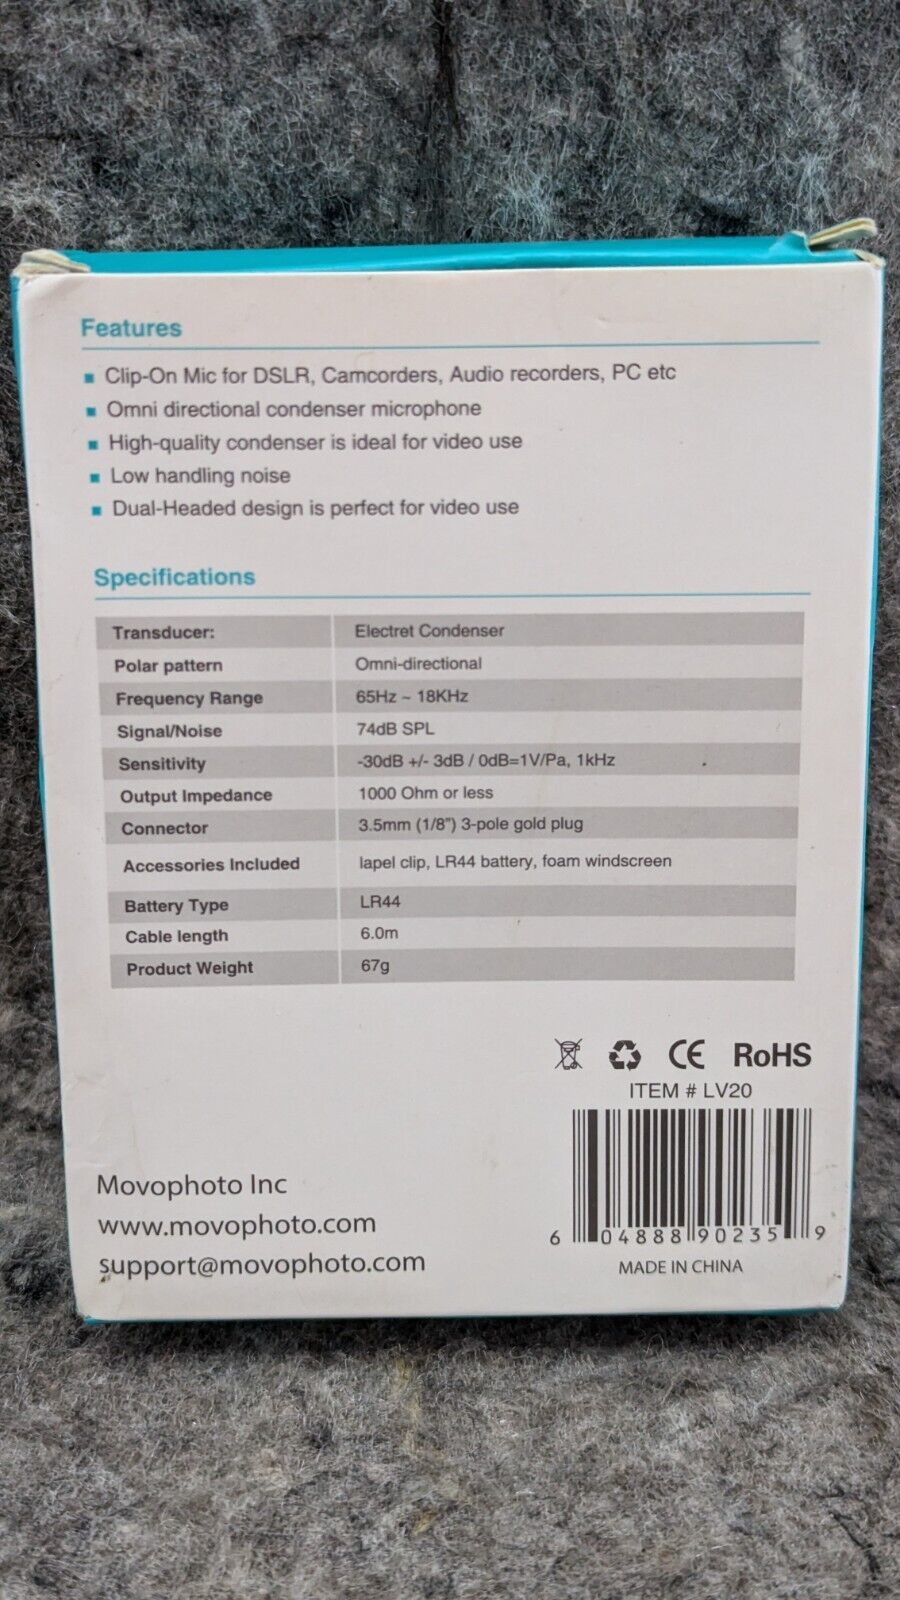 Features
Clip-On Mic for DSLR, Camcorders, Audio recorders, PC etc
Omni directional condenser microphone
High-quality condenser is ideal for video use
Low handling noise
Dual-Headed design is perfect for video use
Specifications
Transducer: Electret Condenser
Polar pattern Omni-directional
Frequency Range 65Hz ~ 18KHz
Signal/Noise 74dB SPL
Sensitivity -30dB +/- 3dB / 0dB=1V/Pa, 1kHz
Output Impedance 1000 Ohm or less
Connector 3.5mm (1/8") 3-pole gold plug
Accessories Included lapel clip, LR44 battery, foam windscreen
Battery Type LR44
Cable length 6.0m
Product Weight 67g
CE RoHS
ITEM # LV20
6 04888 90235 9
MADE IN CHINA
Movophoto Inc
www.movophoto.com
support@movophoto.com